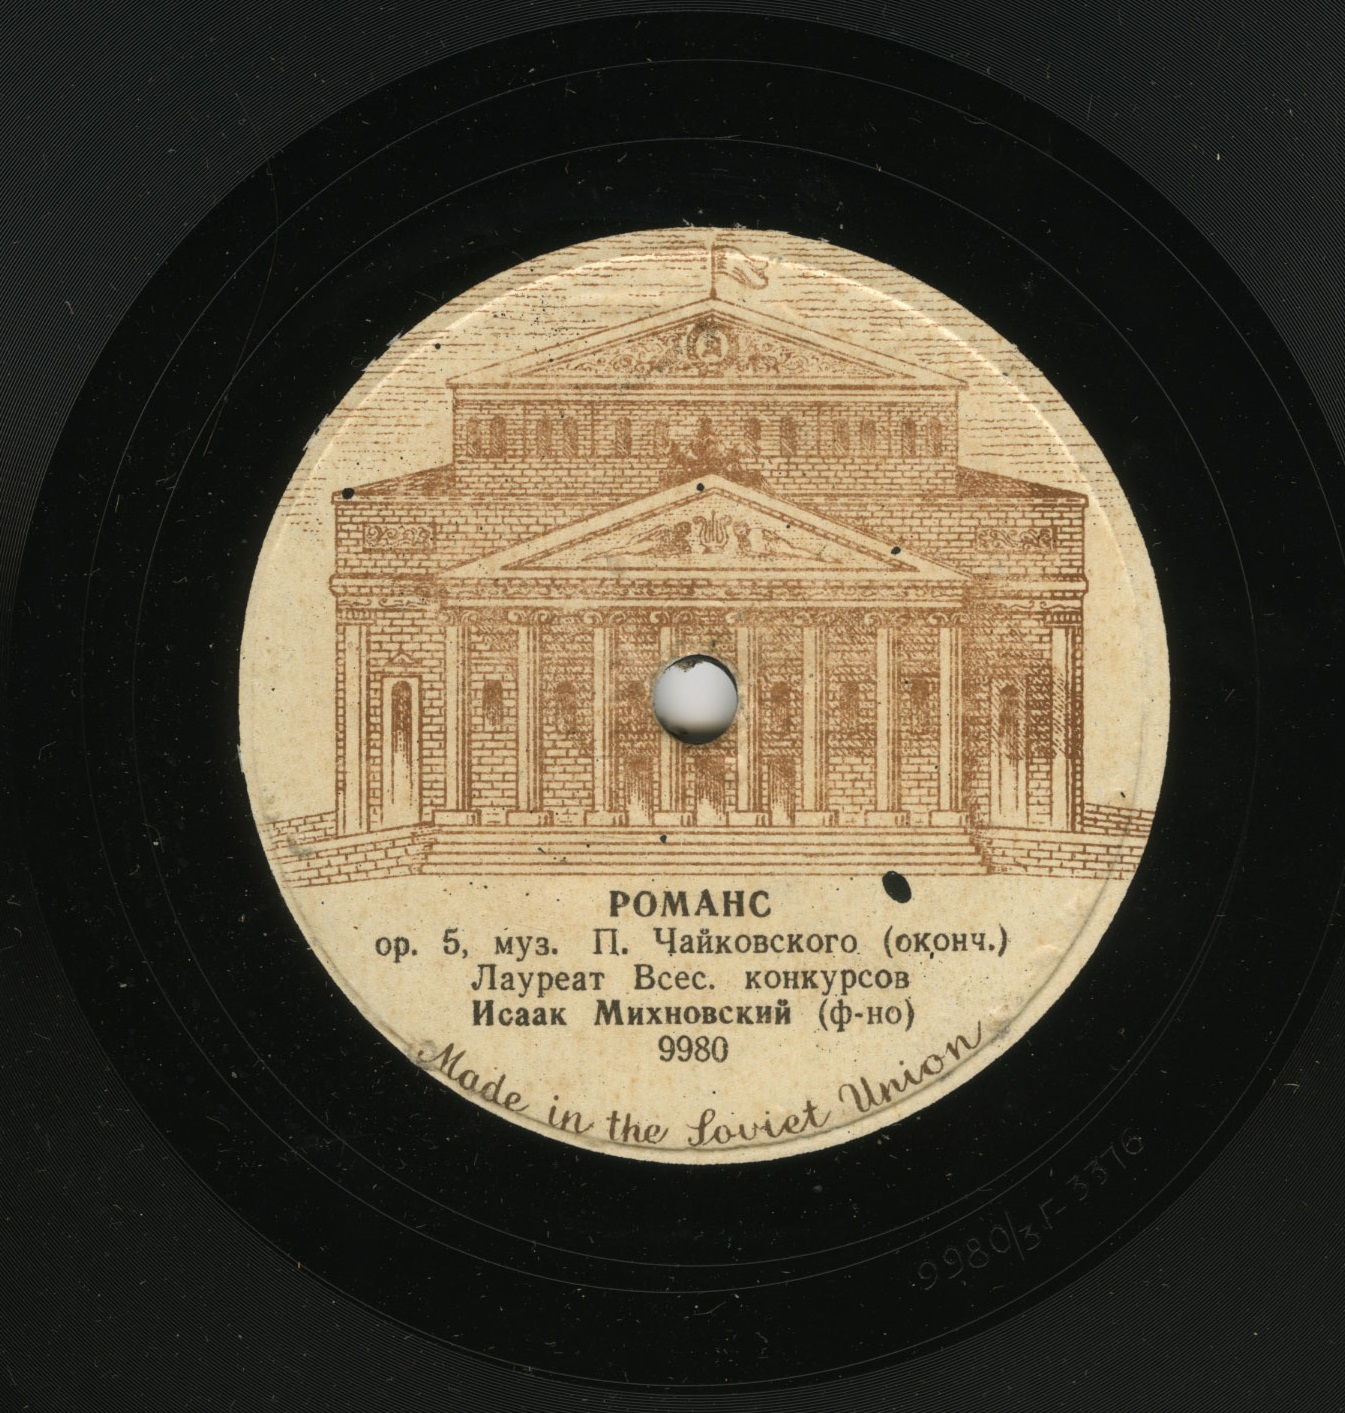 РОМАНС
ор. 5, муз. П. Чайковского (оконч.)
Лауреат Всес. конкурсов
Исаак Михновский (ф-но)
9980
Made in the Soviet Union
9980/3 Г-3376